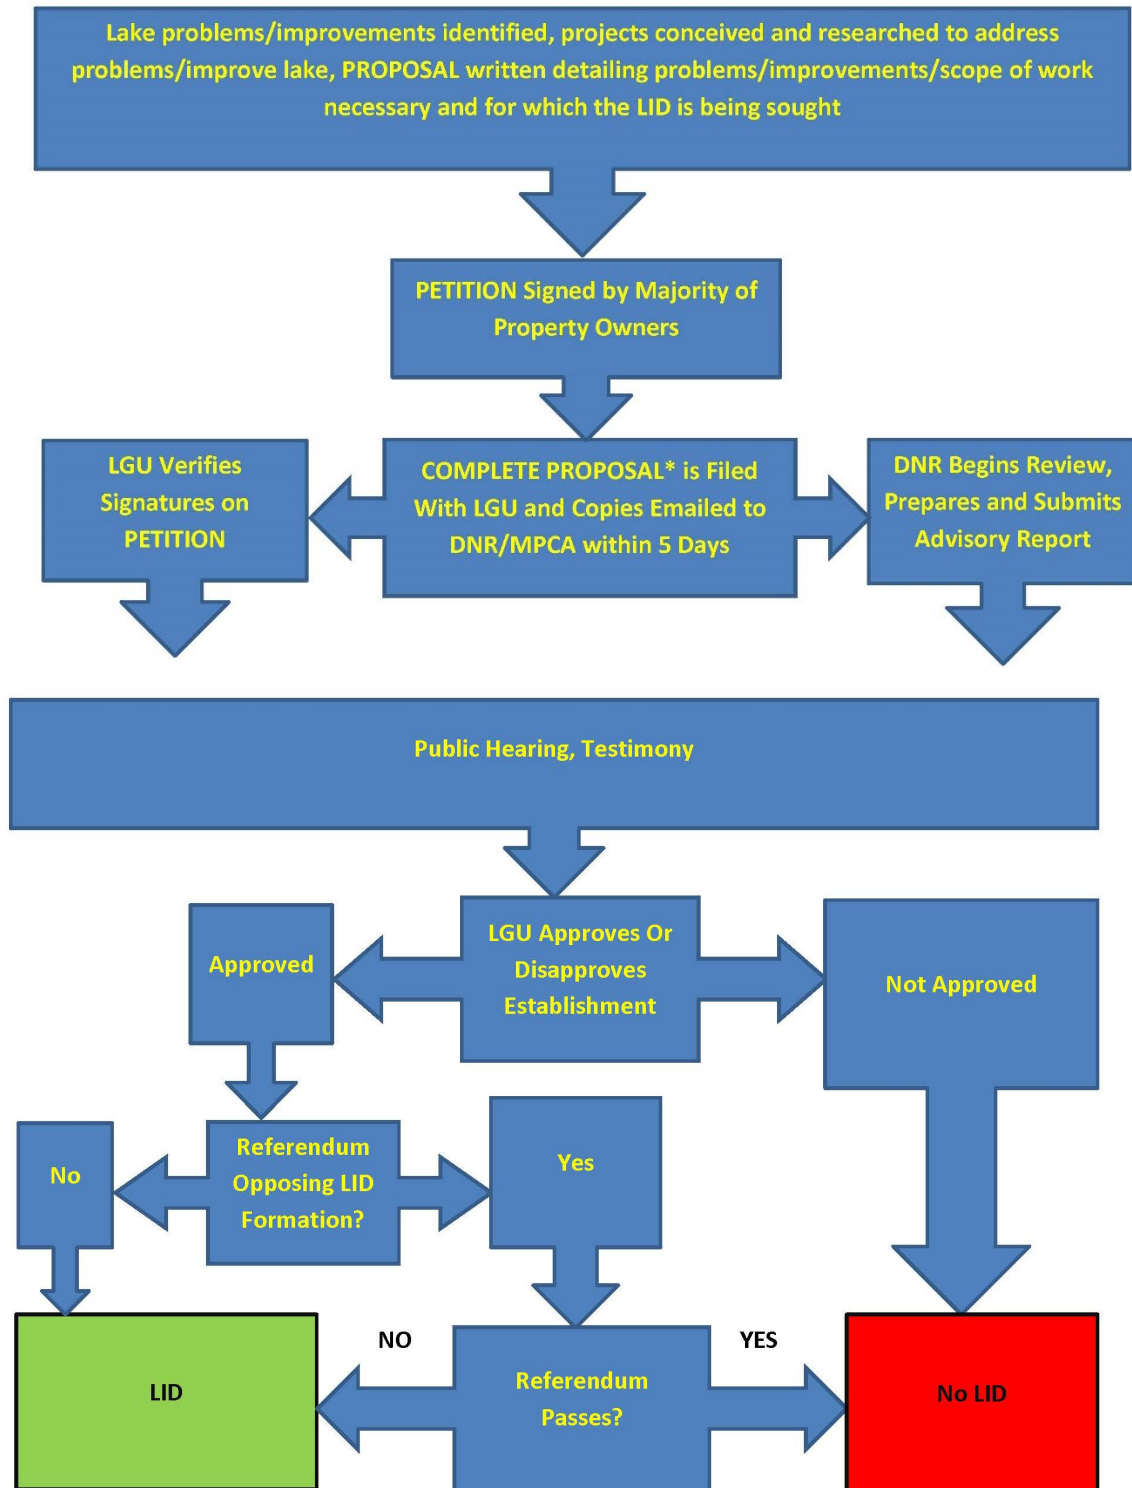 Lake problems/improvements identified, projects conceived and researched to address
problems/improve lake, PROPOSAL written detailing problems/improvements/scope of work
necessary and for which the LID is being sought
PETITION Signed by Majority of
Property Owners
LGU Verifies
Signatures on
PETITION
COMPLETE PROPOSAL* is Filed
With LGU and Copies Emailed to
DNR/MPCA within 5 Days
DNR Begins Review,
Prepares and Submits
Advisory Report
Public Hearing, Testimony
Approved
LGU Approves Or
Disapproves
Establishment
Not Approved
No
Referendum
Opposing LID
Formation?
Yes
LID
NO
Referendum
Passes?
YES
No LID